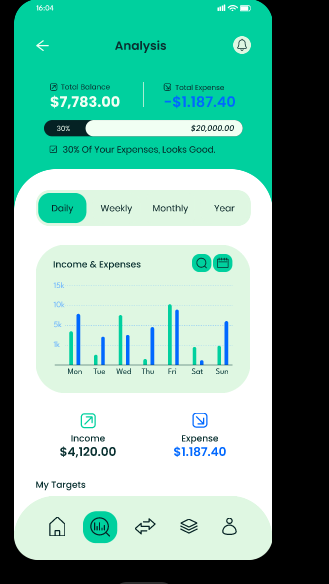 16:04
Analysis
Total Balance
Total Expense
$7,783.00
-$1.187.40
30%
$20,000.00
30% Of Your Expenses, Looks Good.
Daily
Weekly
Monthly
Year
Income & Expenses
15k
10k
5k
1k
Mon Tue Wed Thu Fri Sat Sun
Income
Expense
$4,120.00
$1.187.40
My Targets